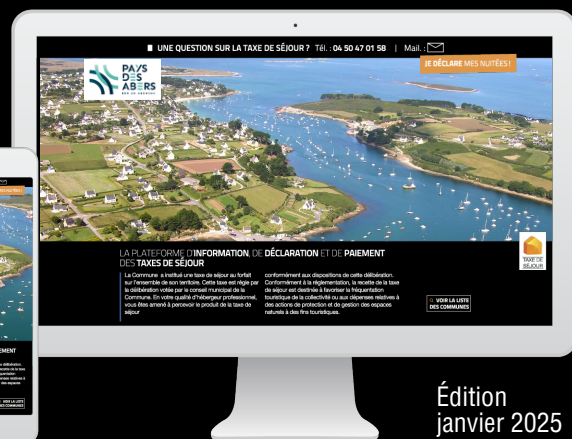 UNE QUESTION SUR LA TAXE DE SÉJOUR ? Tél. : 04 50 47 01 58 | Mail. :
JE DÉCLARE MES NUITÉES !
PAYS
DES
ABERS
LA PLATEFORME D'INFORMATION, DE DÉCLARATION ET DE PAIEMENT
DES TAXES DE SÉJOUR
La Commune a institué une taxe de séjour au forfait
sur l'ensemble de son territoire. Cette taxe est régie par
la délibération votée par le conseil municipal de la
Commune. En votre qualité d'hébergeur professionnel,
vous êtes amené à percevoir le produit de la taxe de
séjour
conformément aux dispositions de cette délibération.
Conformément à la réglementation, la recette de la taxe
de séjour est destinée à favoriser la fréquentation
touristique de la collectivité ou aux dépenses relatives à
des actions de protection et de gestion des espaces
naturels à des fins touristiques.
TAXE DE
SÉJOUR
VOIR LA LISTE
DES COMMUNES
Édition
janvier 2025